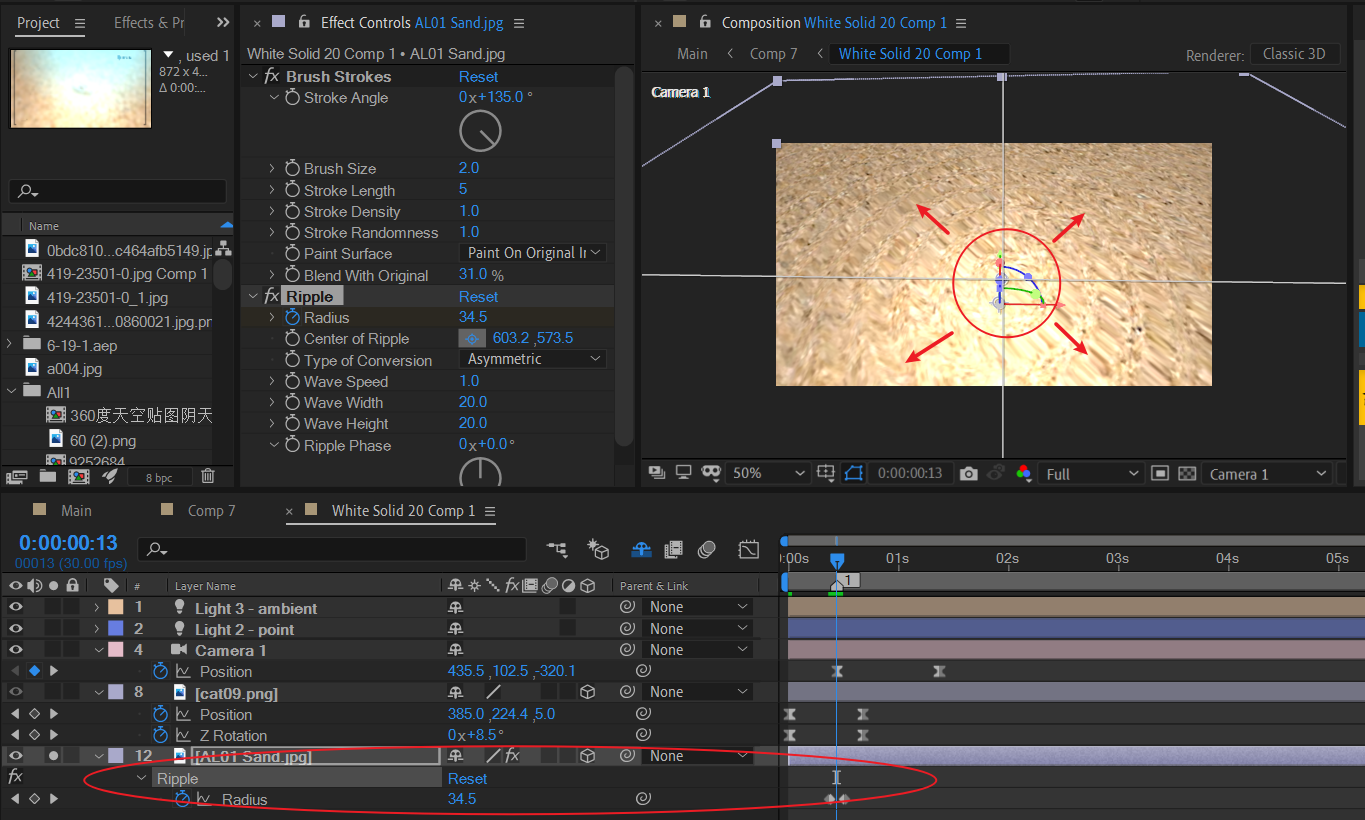 Project
Effects & Pr
Effect Controls AL01 Sand.jpg
Composition White Solid 20 Comp 1
, used 1
872 x 4...
Δ 0:00:...
White Solid 20 Comp 1 • AL01 Sand.jpg
Main
Comp 7
White Solid 20 Comp 1
Renderer:
Classic 3D
Camera 1
fx Brush Strokes Reset
Stroke Angle 0x+135.0 °
Brush Size 2.0
Stroke Length 5
Stroke Density 1.0
Stroke Randomness 1.0
Paint Surface Paint On Original Ir
Blend With Original 31.0 %
fx Ripple Reset
Radius 34.5
Center of Ripple 603.2 ,573.5
Type of Conversion Asymmetric
Wave Speed 1.0
Wave Width 20.0
Wave Height 20.0
Ripple Phase 0x+0.0°
Name
0bdc810...c464afb5149.jp
419-23501-0.jpg Comp 1
419-23501-0_1.jpg
4244361...0860021.jpg.pn
6-19-1.aep
a004.jpg
All1
360度天空贴图阴天
60 (2).png
9252684
8 bpc
50%
0:00:00:13
Full
Camera 1
Main
Comp 7
White Solid 20 Comp 1
0:00:00:13
00013 (30.00 fps)
:00s 01s 02s 03s 04s 05s
1
# Layer Name fx Parent & Link
1 Light 3 - ambient None
2 Light 2 - point None
4 Camera 1 None
Position 435.5 ,102.5 ,-320.1
8 [cat09.png] None
Position 385.0 ,224.4 ,5.0
Z Rotation 0x+8.5°
12 [AL01 Sand.jpg] fx None
fx Ripple Reset
Radius 34.5